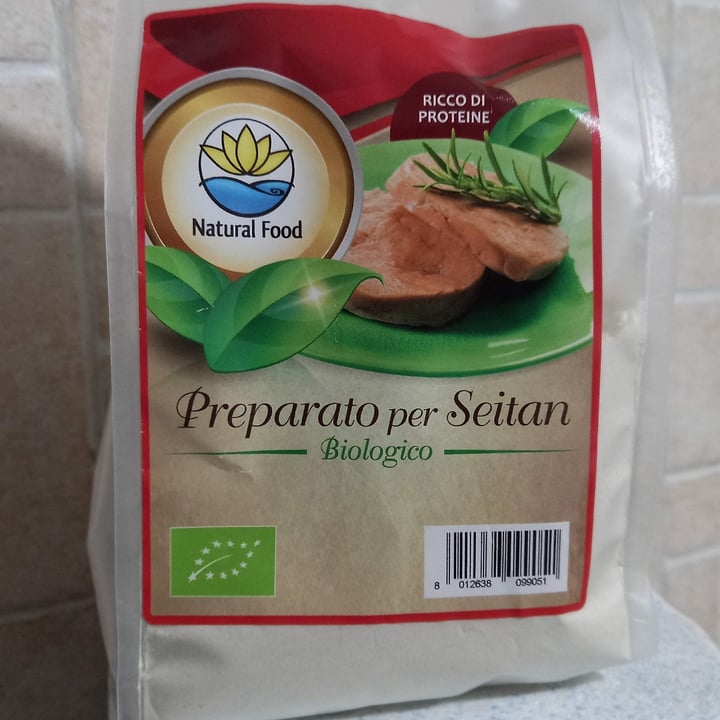 RICCO DI
PROTEINE
Natural Food
Preparato per Seitan
Biologico
8 012638 099051